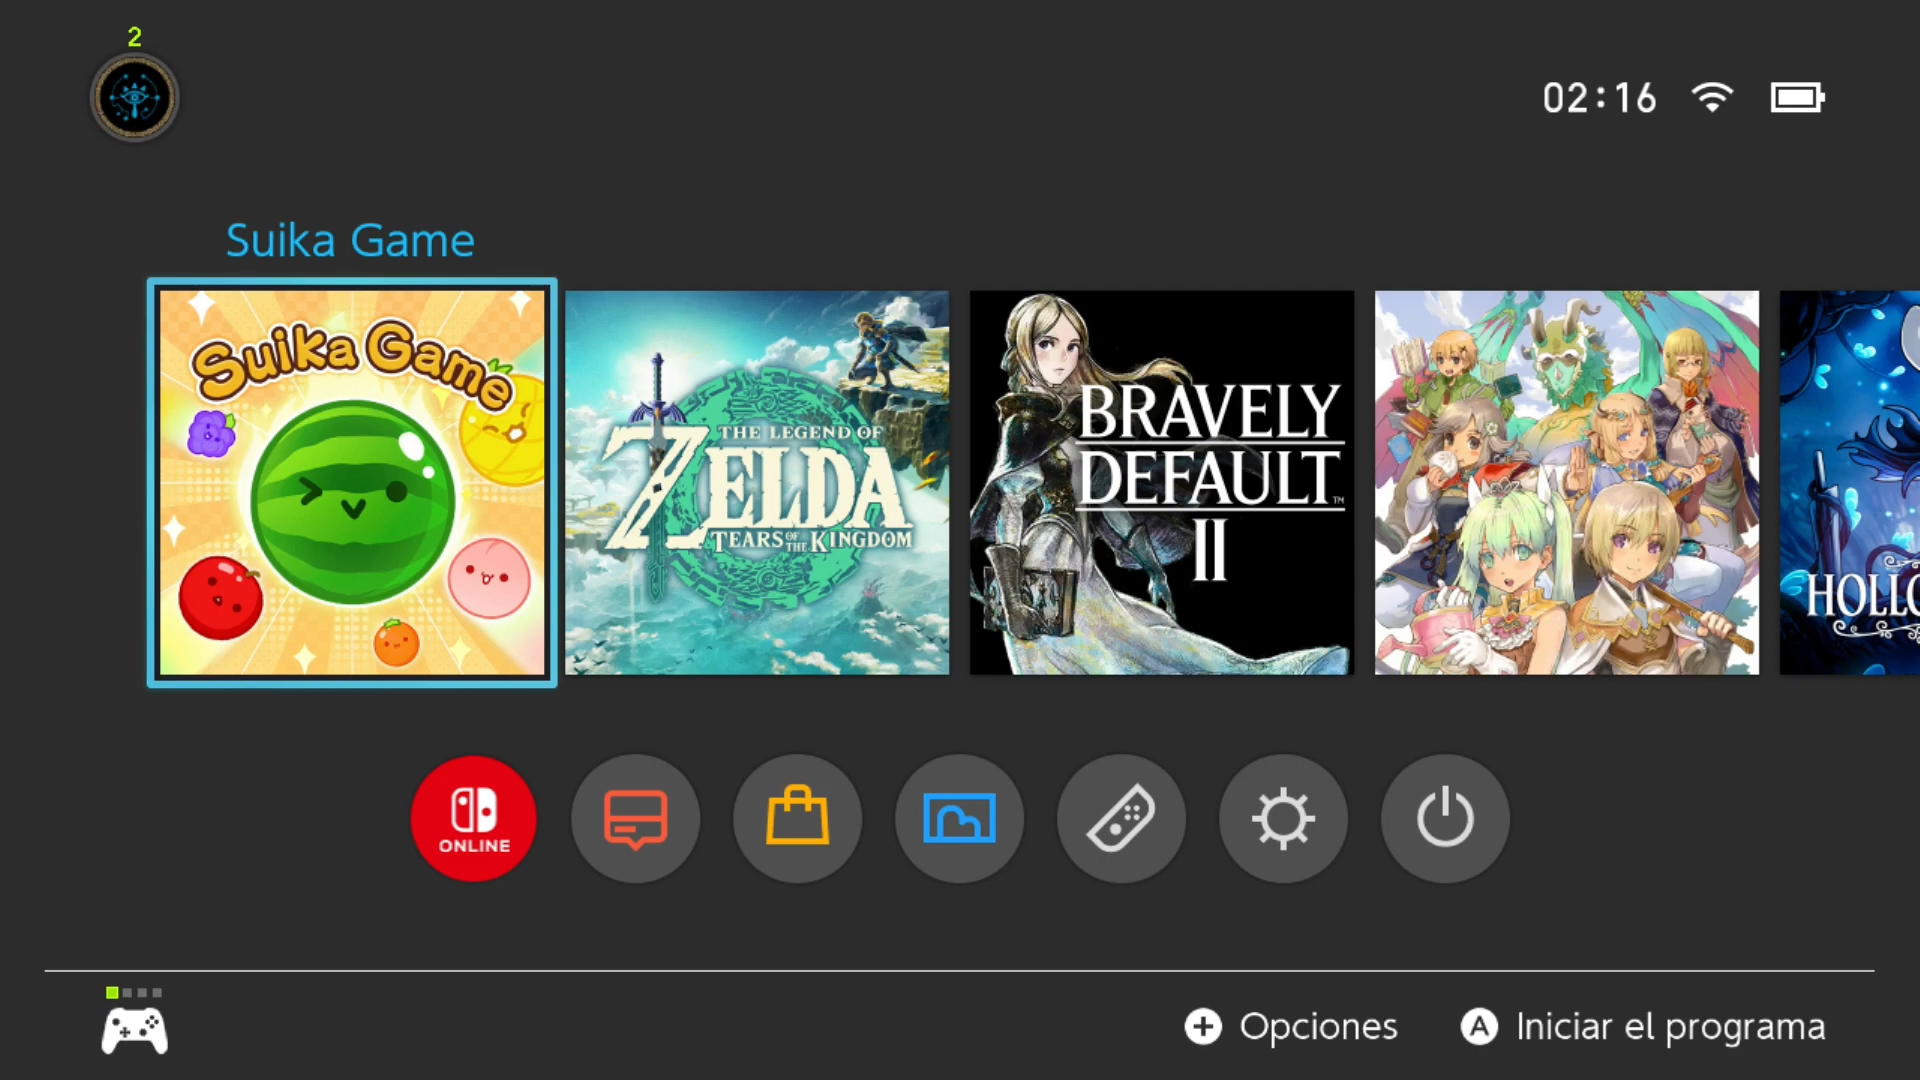 2
02:16
Suika Game
Suika Game
THE LEGEND OF
ZELDA
TEARS OF THE KINGDOM
BRAVELY
DEFAULT™
II
ONLINE
Opciones
A Iniciar el programa